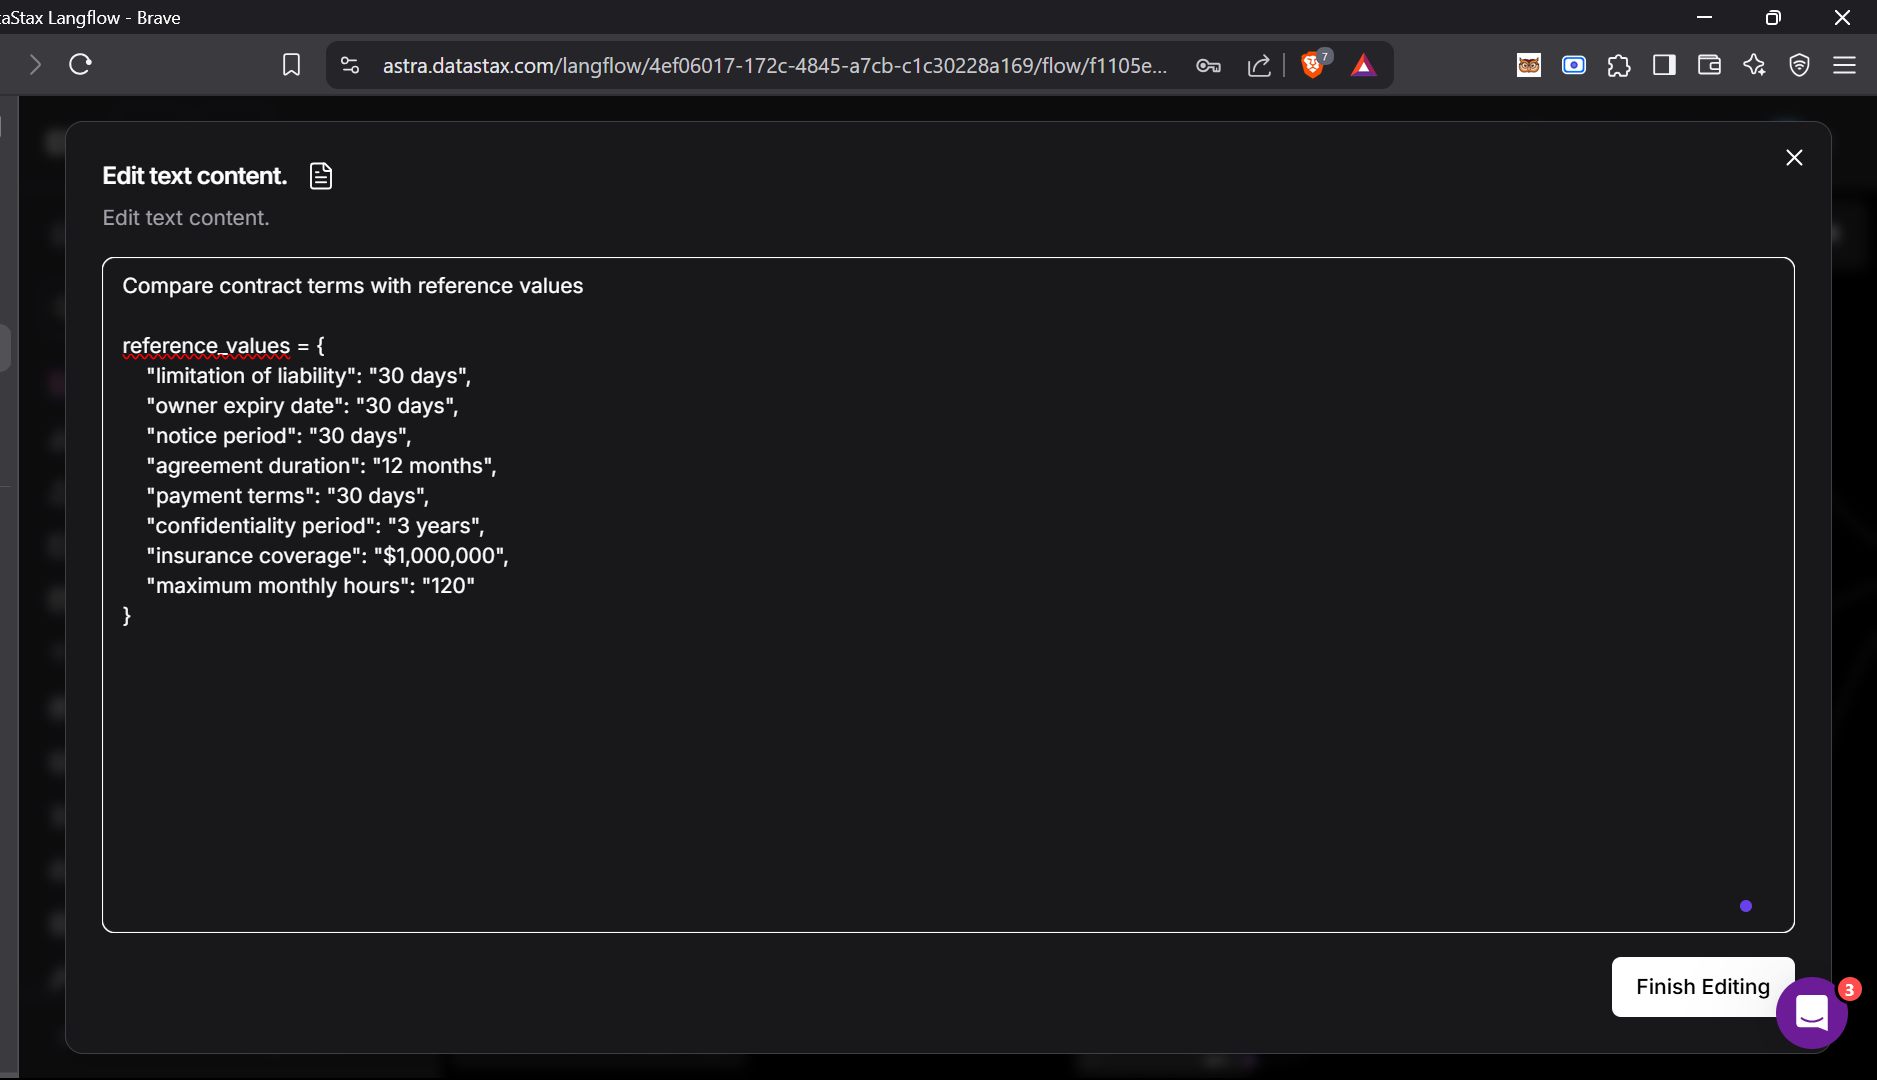 aStax Langflow - Brave
astra.datastax.com/langflow/4ef06017-172c-4845-a7cb-c1c30228a169/flow/f1105e...
7
Edit text content.
Edit text content.
Compare contract terms with reference values
reference_values = {
"limitation of liability": "30 days",
"owner expiry date": "30 days",
"notice period": "30 days",
"agreement duration": "12 months",
"payment terms": "30 days",
"confidentiality period": "3 years",
"insurance coverage": "$1,000,000",
"maximum monthly hours": "120"
}
Finish Editing
3